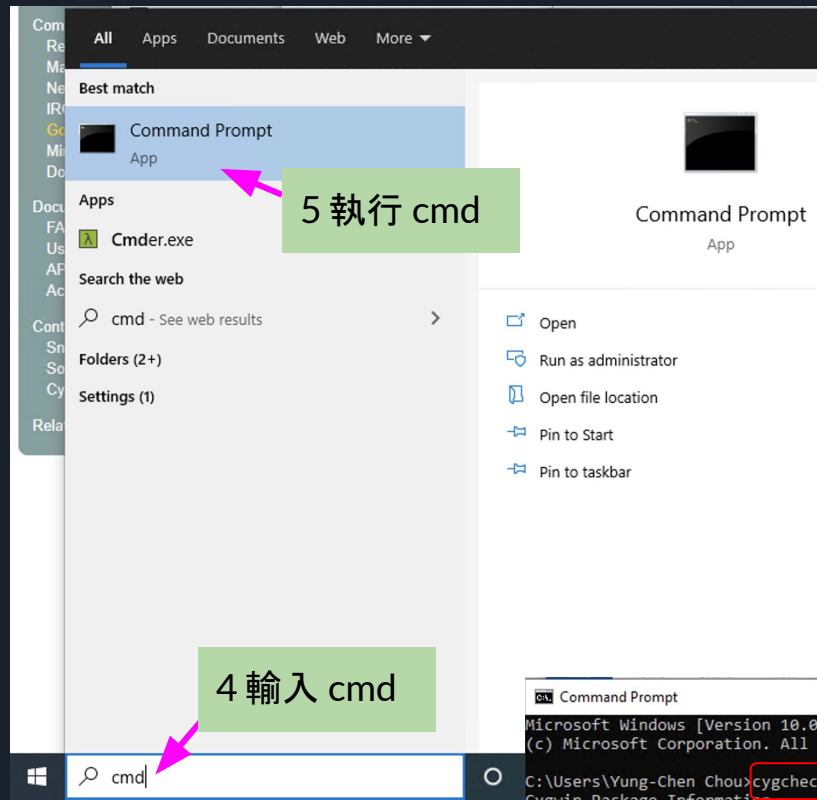 All Apps Documents Web More
Best match
Command Prompt
App
5 執行 cmd
Apps
Cmder.exe
Search the web
cmd - See web results
Folders (2+)
Settings (1)
Command Prompt
App
Open
Run as administrator
Open file location
Pin to Start
Pin to taskbar
4 輸入 cmd
cmd
Command Prompt
Microsoft Windows [Version 10.0
(c) Microsoft Corporation. All
C:\Users\Yung-Chen Chou>cygchec
Cygwin Package Information